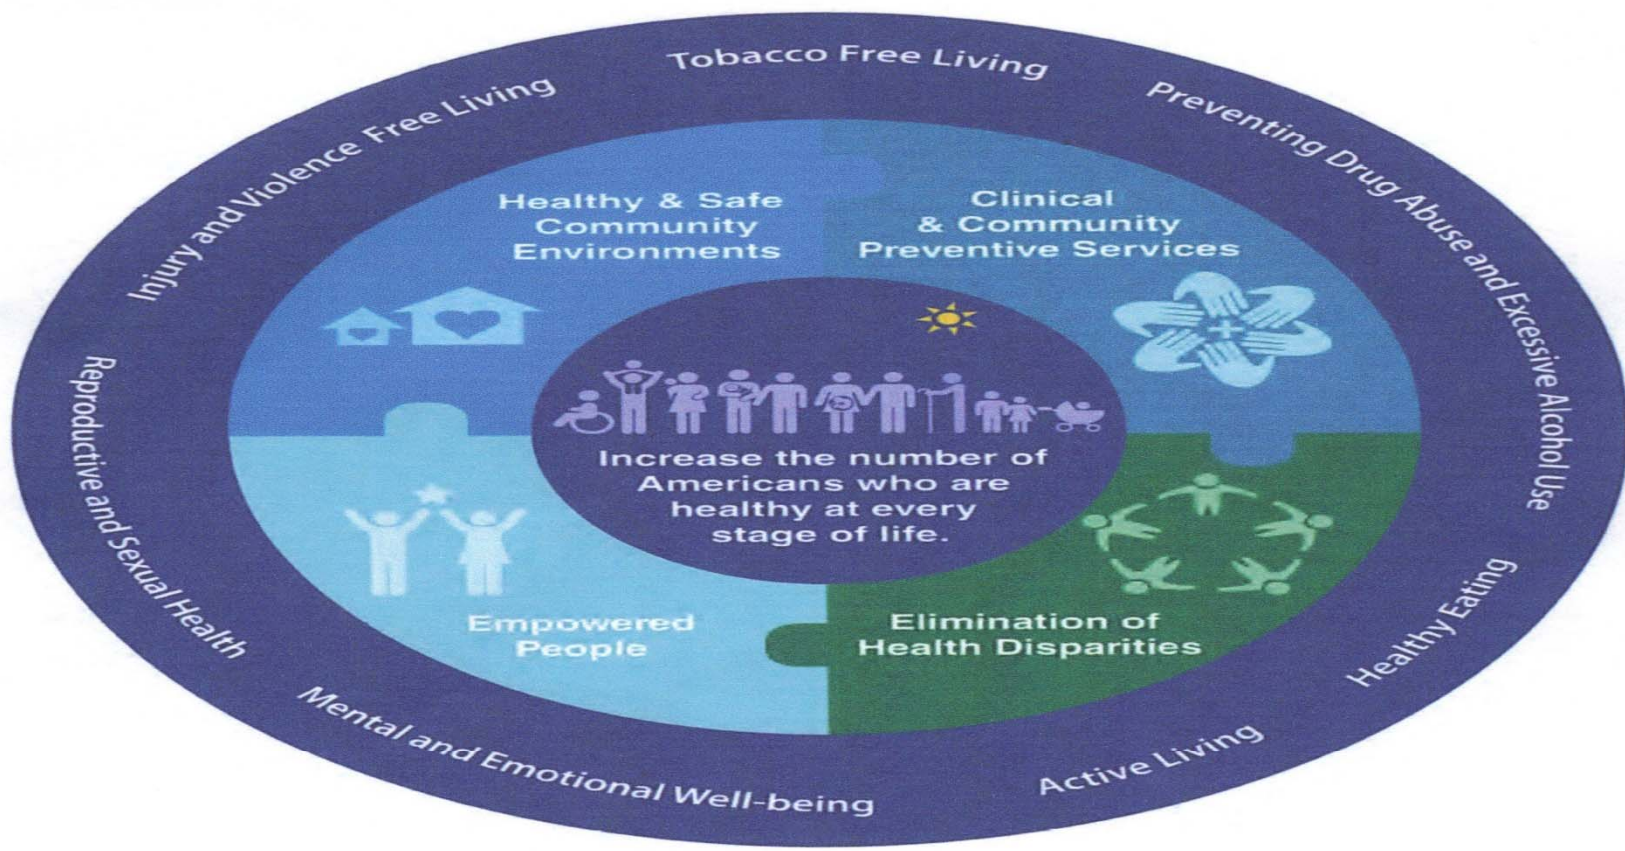 Tobacco Free Living
Preventing Drug Abuse and Excessive Alcohol Use
Healthy Eating
Active Living
Mental and Emotional Well-being
Reproductive and Sexual Health
Injury and Violence Free Living
Healthy & Safe
Community
Environments
Clinical
& Community
Preventive Services
Increase the number of
Americans who are
healthy at every
stage of life.
Empowered
People
Elimination of
Health Disparities